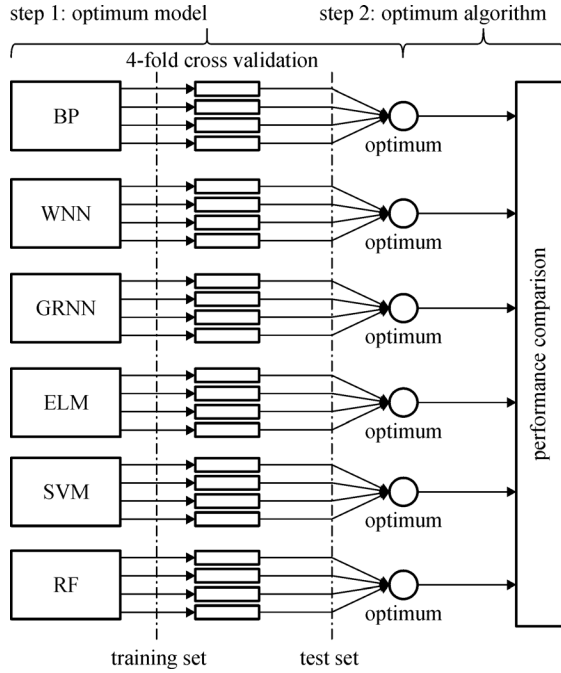 step 1: optimum model
step 2: optimum algorithm
4-fold cross validation
BP
optimum
WNN
optimum
GRNN
optimum
ELM
optimum
SVM
optimum
RF
optimum
performance comparison
training set
test set